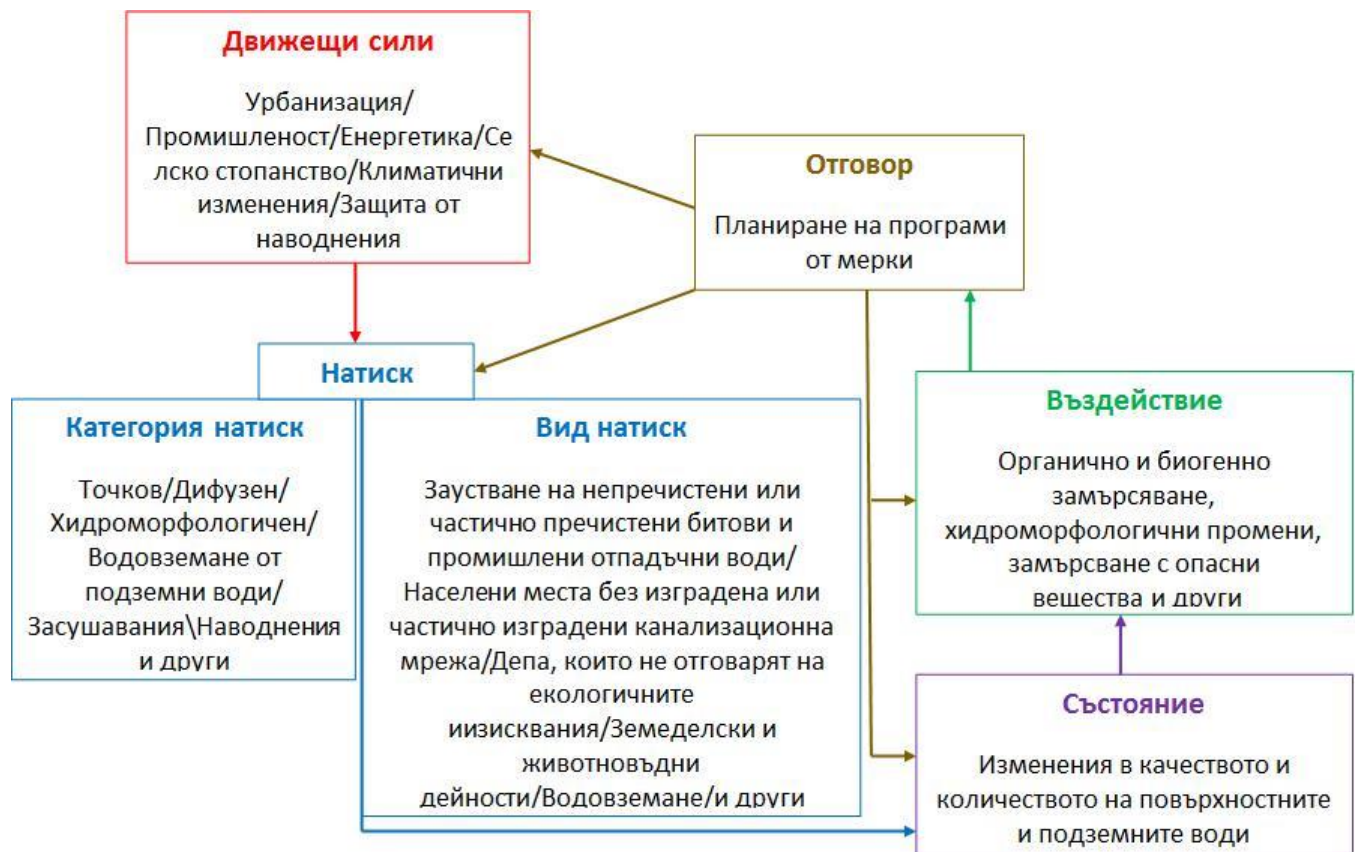 Движещи сили
Урбанизация/
Промишленост/Енергетика/Се
лско стопанство/Климатични
изменения/Защита от
наводнения
Отговор
Планиране на програми
от мерки
Натиск
Категория натиск
Точков/Дифузен/
Хидроморфологичен/
Водовземане от
подземни води/
Засушавания\Наводнения
и други
Вид натиск
Заустване на непречистени или
частично пречистени битови и
промишлени отпадъчни води/
Населени места без изградена или
частично изградени канализационна
мрежа/Депа, които не отговарят на
екологичните
иизисквания/Земеделски и
животновъдни
дейности/Водовземане/и други
Въздействие
Органично и биогенно
замърсяване,
хидроморфологични промени,
замърсване с опасни
вещества и други
Състояние
Изменения в качеството и
количеството на повърхностните
и подземните води